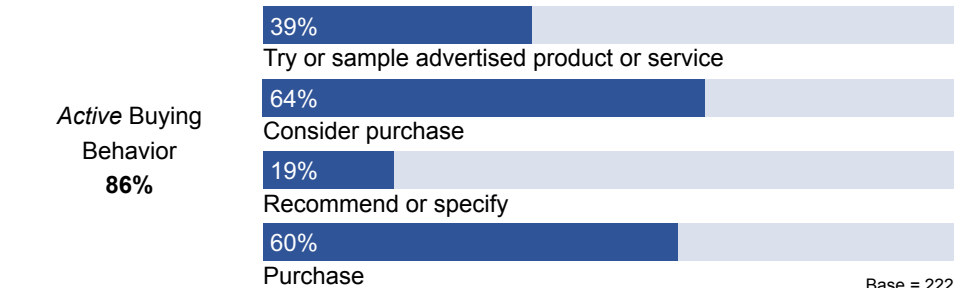 39%
Try or sample advertised product or service
64%
Consider purchase
19%
Recommend or specify
60%
Purchase
Active Buying
Behavior
86%
Base = 222